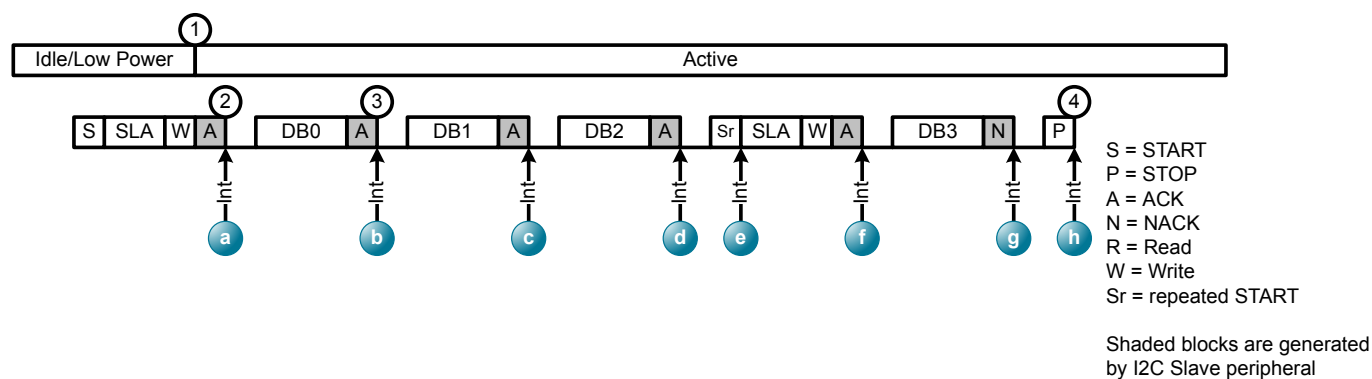 1
Idle/Low Power Active
2 3 4
S SLA W A DB0 A DB1 A DB2 A Sr SLA W A DB3 N P
Int Int Int Int Int Int Int Int
a b c d e f g h
S = START
P = STOP
A = ACK
N = NACK
R = Read
W = Write
Sr = repeated START
Shaded blocks are generated
by I2C Slave peripheral